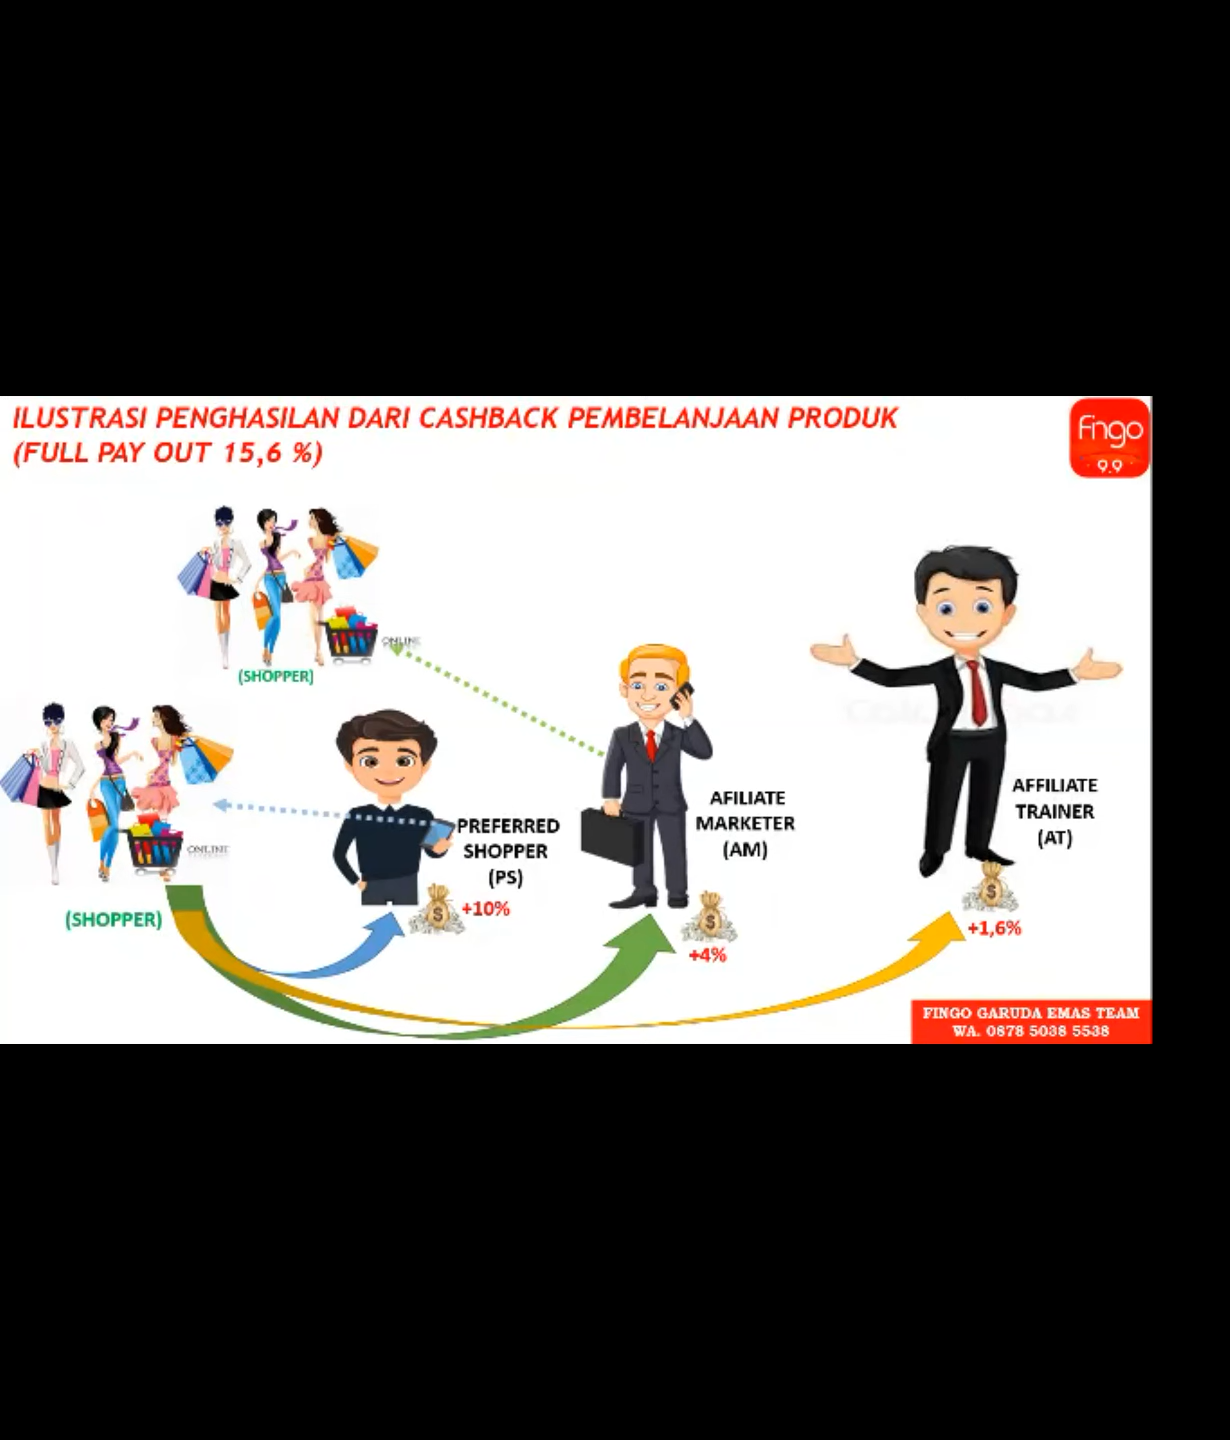 ILUSTRASI PENGHASILAN DARI CASHBACK PEMBELANJAAN PRODUK
(FULL PAY OUT 15,6 %)
Fingo
9.9
ONLINE
(SHOPPER)
ONLINE
(SHOPPER)
PREFERRED
SHOPPER
(PS)
+10%
AFILIATE
MARKETER
(AM)
+4%
AFFILIATE
TRAINER
(AT)
+1,6%
FINGO GARUDA EMAS TEAM
WA. 0878 5038 5538